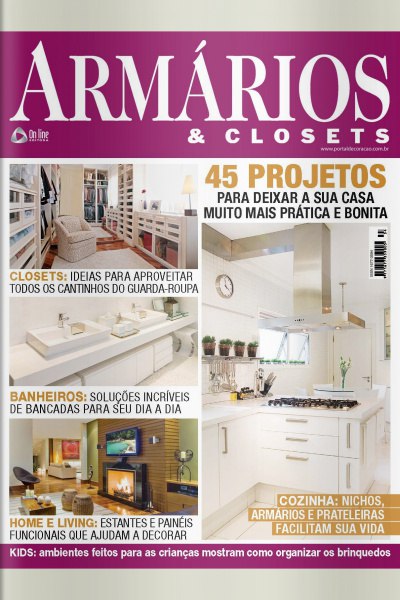 ARMÁRIOS
& CLOSETS
On line
EDITORA
www.portaldecoracao.com.br
45 PROJETOS
PARA DEIXAR A SUA CASA
MUITO MAIS PRÁTICA E BONITA
CLOSETS: IDEIAS PARA APROVEITAR
TODOS OS CANTINHOS DO GUARDA-ROUPA
BANHEIROS: SOLUÇÕES INCRÍVEIS
DE BANCADAS PARA SEU DIA A DIA
HOME E LIVING: ESTANTES E PAINÉIS
FUNCIONAIS QUE AJUDAM A DECORAR
COZINHA: NICHOS,
ARMÁRIOS E PRATELEIRAS
FACILITAM SUA VIDA
KIDS: ambientes feitos para as crianças mostram como organizar os brinquedos